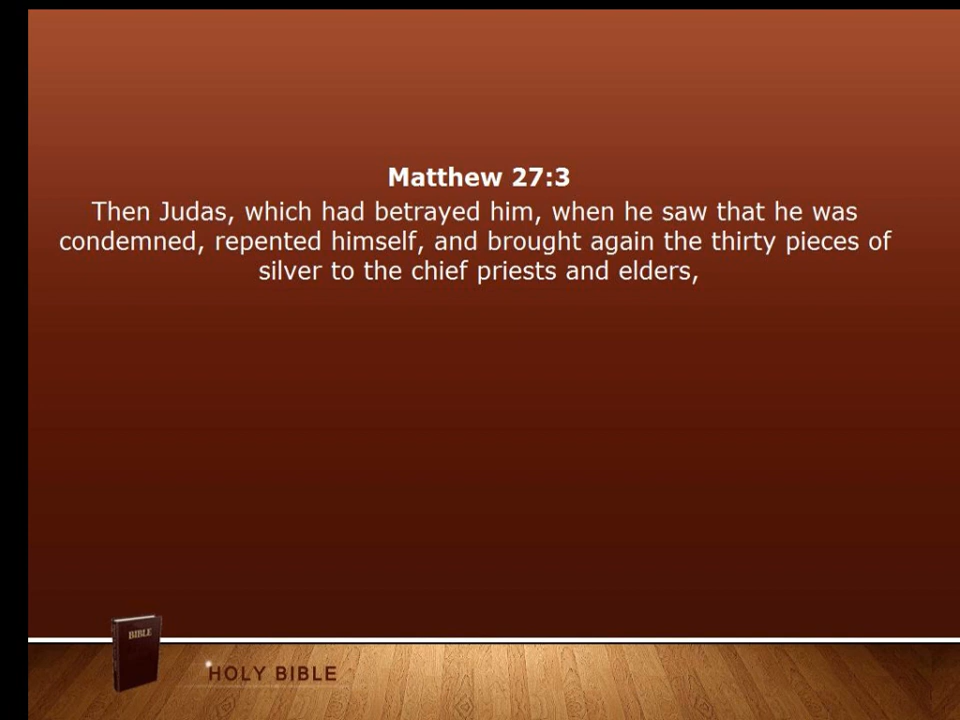 Matthew 27:3
Then Judas, which had betrayed him, when he saw that he was
condemned, repented himself, and brought again the thirty pieces of
silver to the chief priests and elders,
BIBLE
HOLY BIBLE